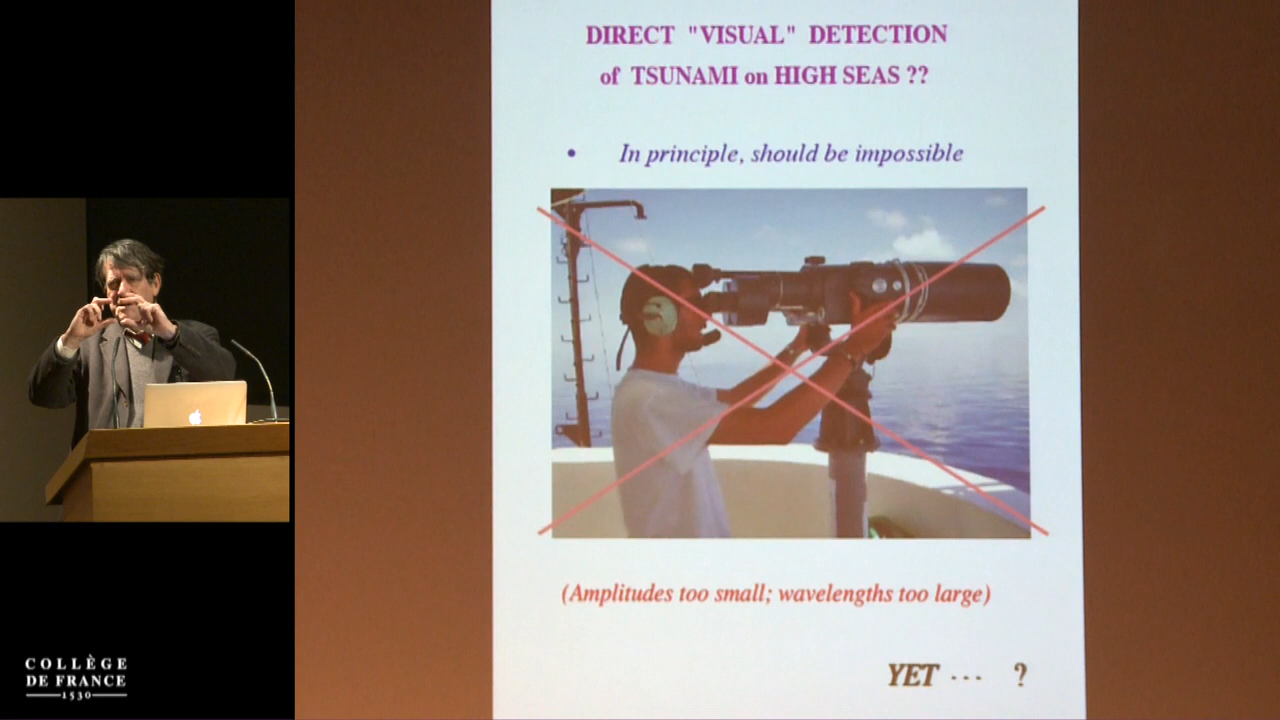 DIRECT "VISUAL" DETECTION
of TSUNAMI on HIGH SEAS ??
• In principle, should be impossible
(Amplitudes too small; wavelengths too large)
YET --- ?
COLLÈGE
DE FRANCE
1530